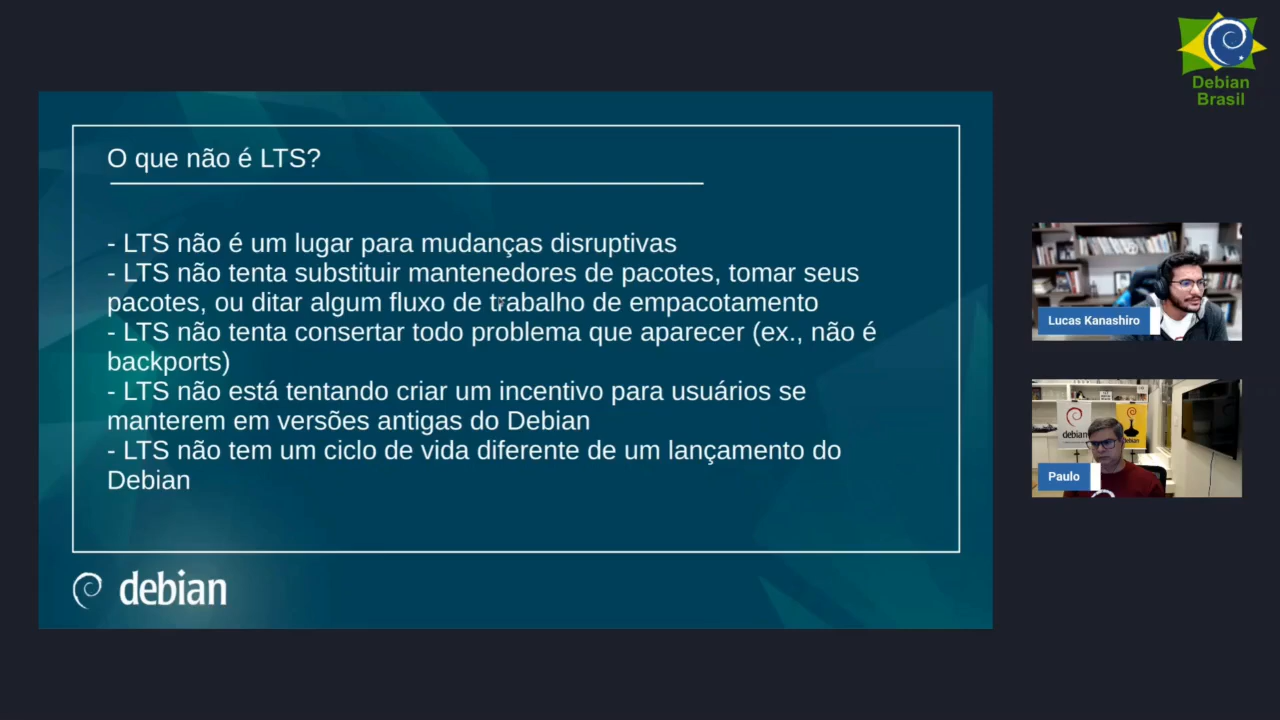 Debian
Brasil
O que não é LTS?
- LTS não é um lugar para mudanças disruptivas
- LTS não tenta substituir mantenedores de pacotes, tomar seus
pacotes, ou ditar algum fluxo de trabalho de empacotamento
- LTS não tenta consertar todo problema que aparecer (ex., não é
backports)
- LTS não está tentando criar um incentivo para usuários se
manterem em versões antigas do Debian
- LTS não tem um ciclo de vida diferente de um lançamento do
Debian
debian
Lucas Kanashiro
debian
debian
Paulo